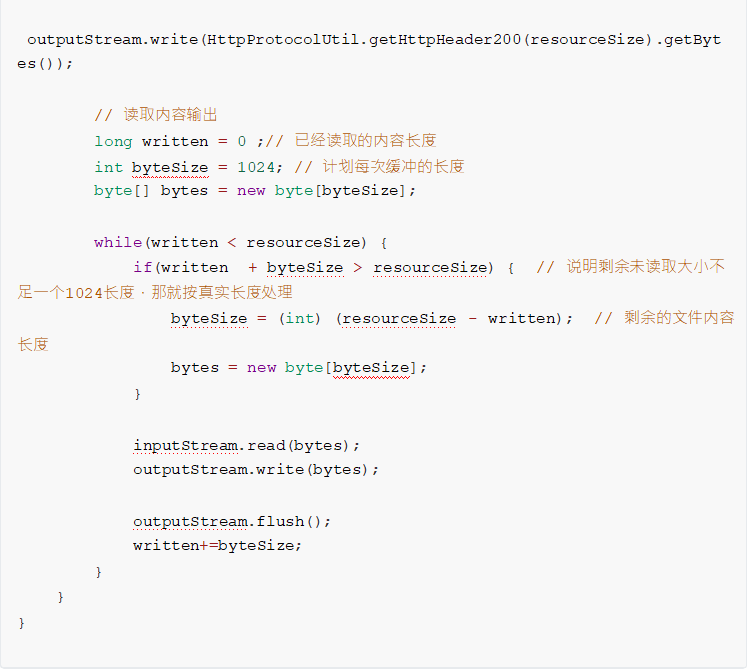 outputStream.write(HttpProtocolUtil.getHttpHeader200(resourceSize).getByt
es());
// 读取内容输出
long written = 0 ;// 已经读取的内容长度
int byteSize = 1024; // 计划每次缓冲的长度
byte[] bytes = new byte[byteSize];
while(written < resourceSize) {
if(written  + byteSize > resourceSize) {  // 说明剩余未读取大小不
足一个1024长度，那就按真实长度处理
byteSize = (int) (resourceSize - written);  // 剩余的文件内容
长度
bytes = new byte[byteSize];
}
inputStream.read(bytes);
outputStream.write(bytes);
outputStream.flush();
written+=byteSize;
}
}
}